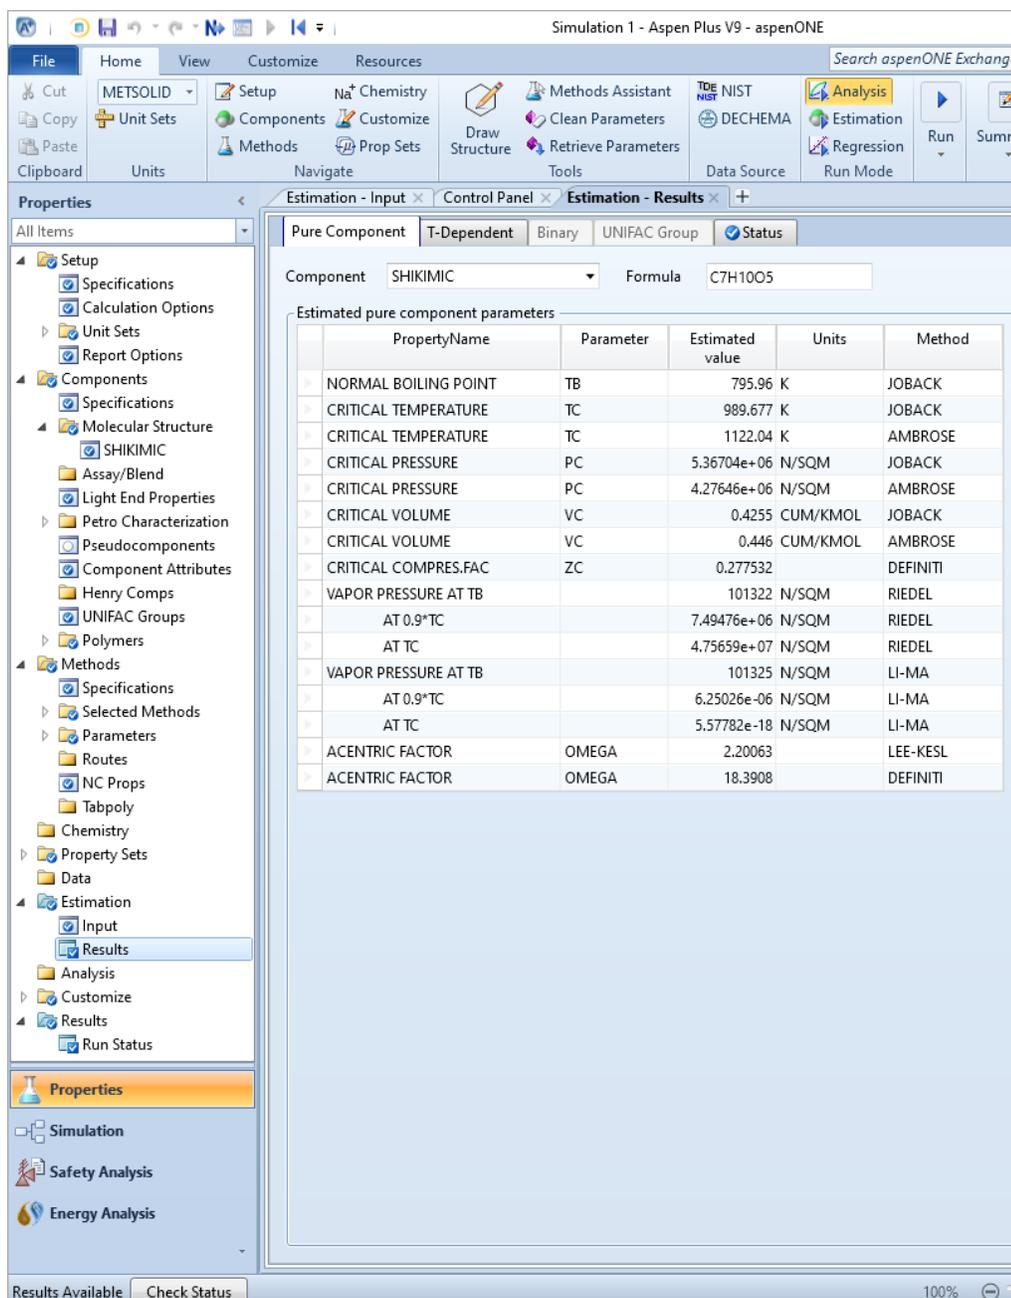 Simulation 1 - Aspen Plus V9 - aspenONE
File Home View Customize Resources Search aspenONE Exchang
Cut METSOLID Setup Na+ Chemistry Methods Assistant TDE NIST NIST Analysis
Copy Unit Sets Components Customize Draw Structure Clean Parameters DECHEMA Estimation Run Summ
Paste Methods Prop Sets Retrieve Parameters Regression
Clipboard Units Navigate Tools Data Source Run Mode
Properties
All Items
Setup
Specifications
Calculation Options
Unit Sets
Report Options
Components
Specifications
Molecular Structure
SHIKIMIC
Assay/Blend
Light End Properties
Petro Characterization
Pseudocomponents
Component Attributes
Henry Comps
UNIFAC Groups
Polymers
Methods
Specifications
Selected Methods
Parameters
Routes
NC Props
Tabpoly
Chemistry
Property Sets
Data
Estimation
Input
Results
Analysis
Customize
Results
Run Status
Properties
Simulation
Safety Analysis
Energy Analysis
Estimation - Input Control Panel Estimation - Results
Pure Component T-Dependent Binary UNIFAC Group Status
Component SHIKIMIC Formula C7H10O5
Estimated pure component parameters
PropertyName Parameter Estimated value Units Method
NORMAL BOILING POINT TB 795.96 K JOBACK
CRITICAL TEMPERATURE TC 989.677 K JOBACK
CRITICAL TEMPERATURE TC 1122.04 K AMBROSE
CRITICAL PRESSURE PC 5.36704e+06 N/SQM JOBACK
CRITICAL PRESSURE PC 4.27646e+06 N/SQM AMBROSE
CRITICAL VOLUME VC 0.4255 CUM/KMOL JOBACK
CRITICAL VOLUME VC 0.446 CUM/KMOL AMBROSE
CRITICAL COMPRES.FAC ZC 0.277532 DEFINITI
VAPOR PRESSURE AT TB 101322 N/SQM RIEDEL
AT 0.9*TC 7.49476e+06 N/SQM RIEDEL
AT TC 4.75659e+07 N/SQM RIEDEL
VAPOR PRESSURE AT TB 101325 N/SQM LI-MA
AT 0.9*TC 6.25026e-06 N/SQM LI-MA
AT TC 5.57782e-18 N/SQM LI-MA
ACENTRIC FACTOR OMEGA 2.20063 LEE-KESL
ACENTRIC FACTOR OMEGA 18.3908 DEFINITI
Results Available Check Status 100%